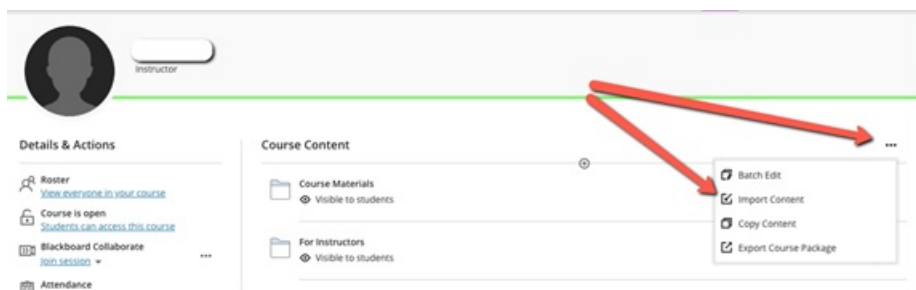 Instructor
Details & Actions
Roster
View everyone in your course
Course is open
Students can access this course
Blackboard Collaborate
Join session
Attendance
Course Content
Course Materials
Visible to students
For Instructors
Visible to students
Batch Edit
Import Content
Copy Content
Export Course Package